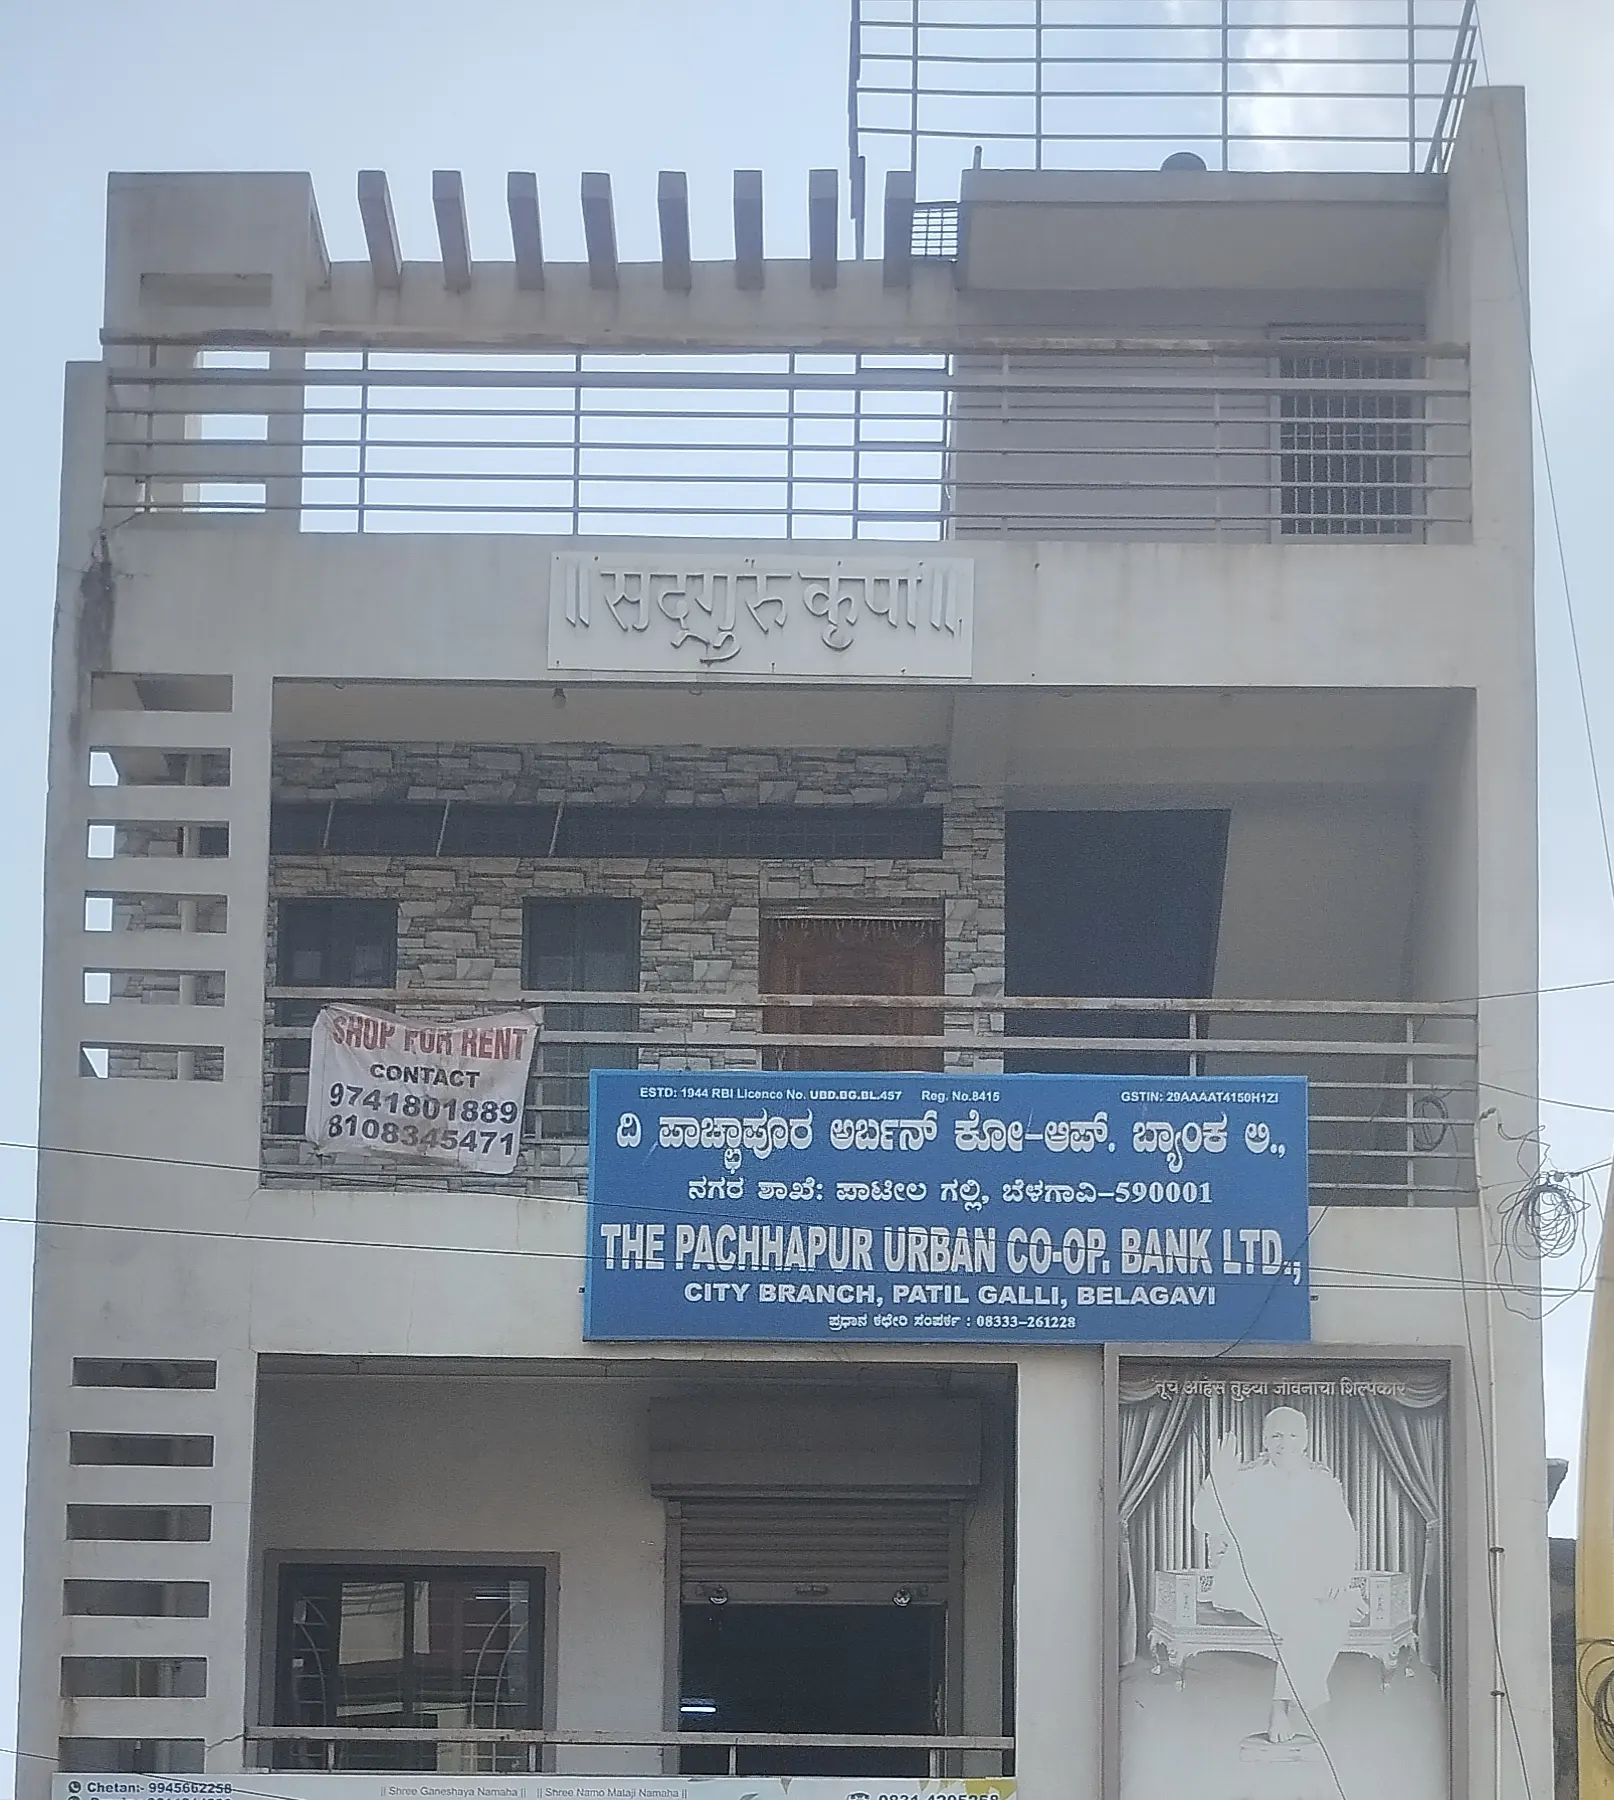 ॥ सद्गुरु कृपा ॥
SHOP FOR RENT
CONTACT
9741801889
8108345471
ESTD: 1944 RBI Licence No. UBD.BG.BL.457 Reg. No.8415 GSTIN: 29AAAAT4150H1ZI
ದಿ ಪಾಚ್ಛಾಪೂರ ಅರ್ಬನ್ ಕೋ-ಆಪ್. ಬ್ಯಾಂಕ ಲಿ.,
ನಗರ ಶಾಖೆ: ಪಾಟೀಲ ಗಲ್ಲಿ, ಬೆಳಗಾವಿ-590001
THE PACHHAPUR URBAN CO-OP. BANK LTD.,
CITY BRANCH, PATIL GALLI, BELAGAVI
ಪ್ರಧಾನ ಕಛೇರಿ ಸಂಪರ್ಕ : 08333-261228
तूच आहेस तुझ्या जीवनाचा शिल्पकार
Chetan:- 9945662258
|| Shree Ganeshaya Namaha || || Shree Namo Mataji Namaha ||